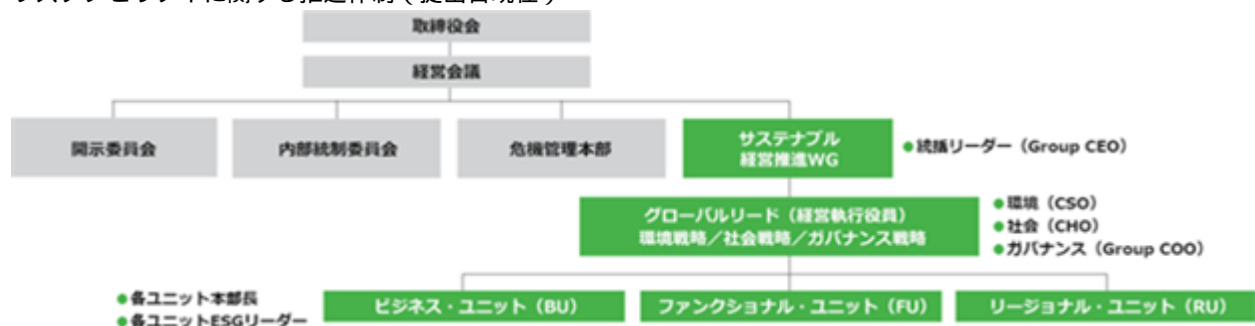 取締役会
経営会議
開示委員会
内部統制委員会
危機管理本部
サステナブル
経営推進WG
●統括リーダー（Group CEO）
グローバルリード（経営執行役員）
環境戦略／社会戦略／ガバナンス戦略
●環境（CSO）
●社会（CHO）
●ガバナンス（Group COO）
●各ユニット本部長
●各ユニットESGリーダー
ビジネス・ユニット（BU）
ファンクショナル・ユニット（FU）
リージョナル・ユニット（RU）